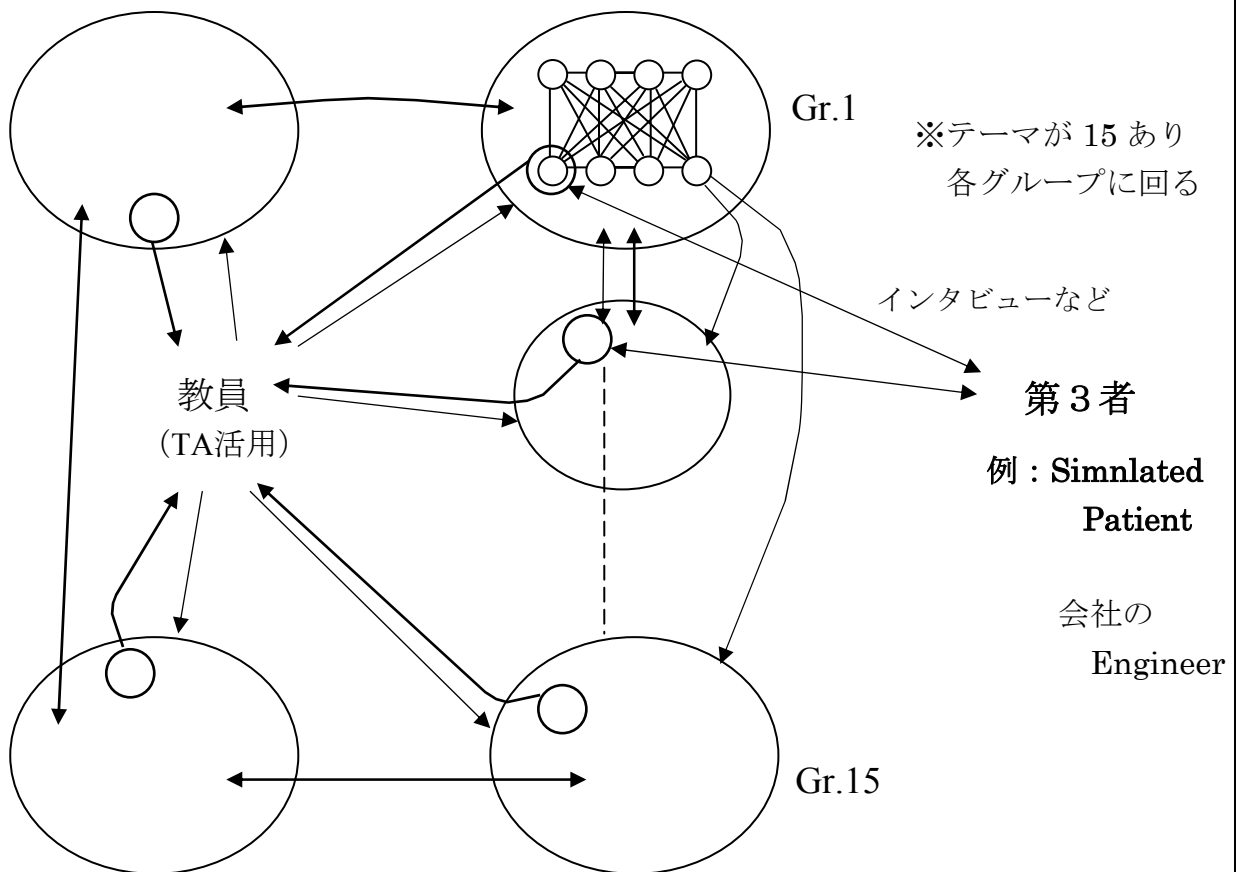 Gr.1
※テーマが 15 あり
各グループに回る
インタビューなど
教員
（TA活用）
第３者
例：Simnlated
Patient
会社の
Engineer
Gr.15